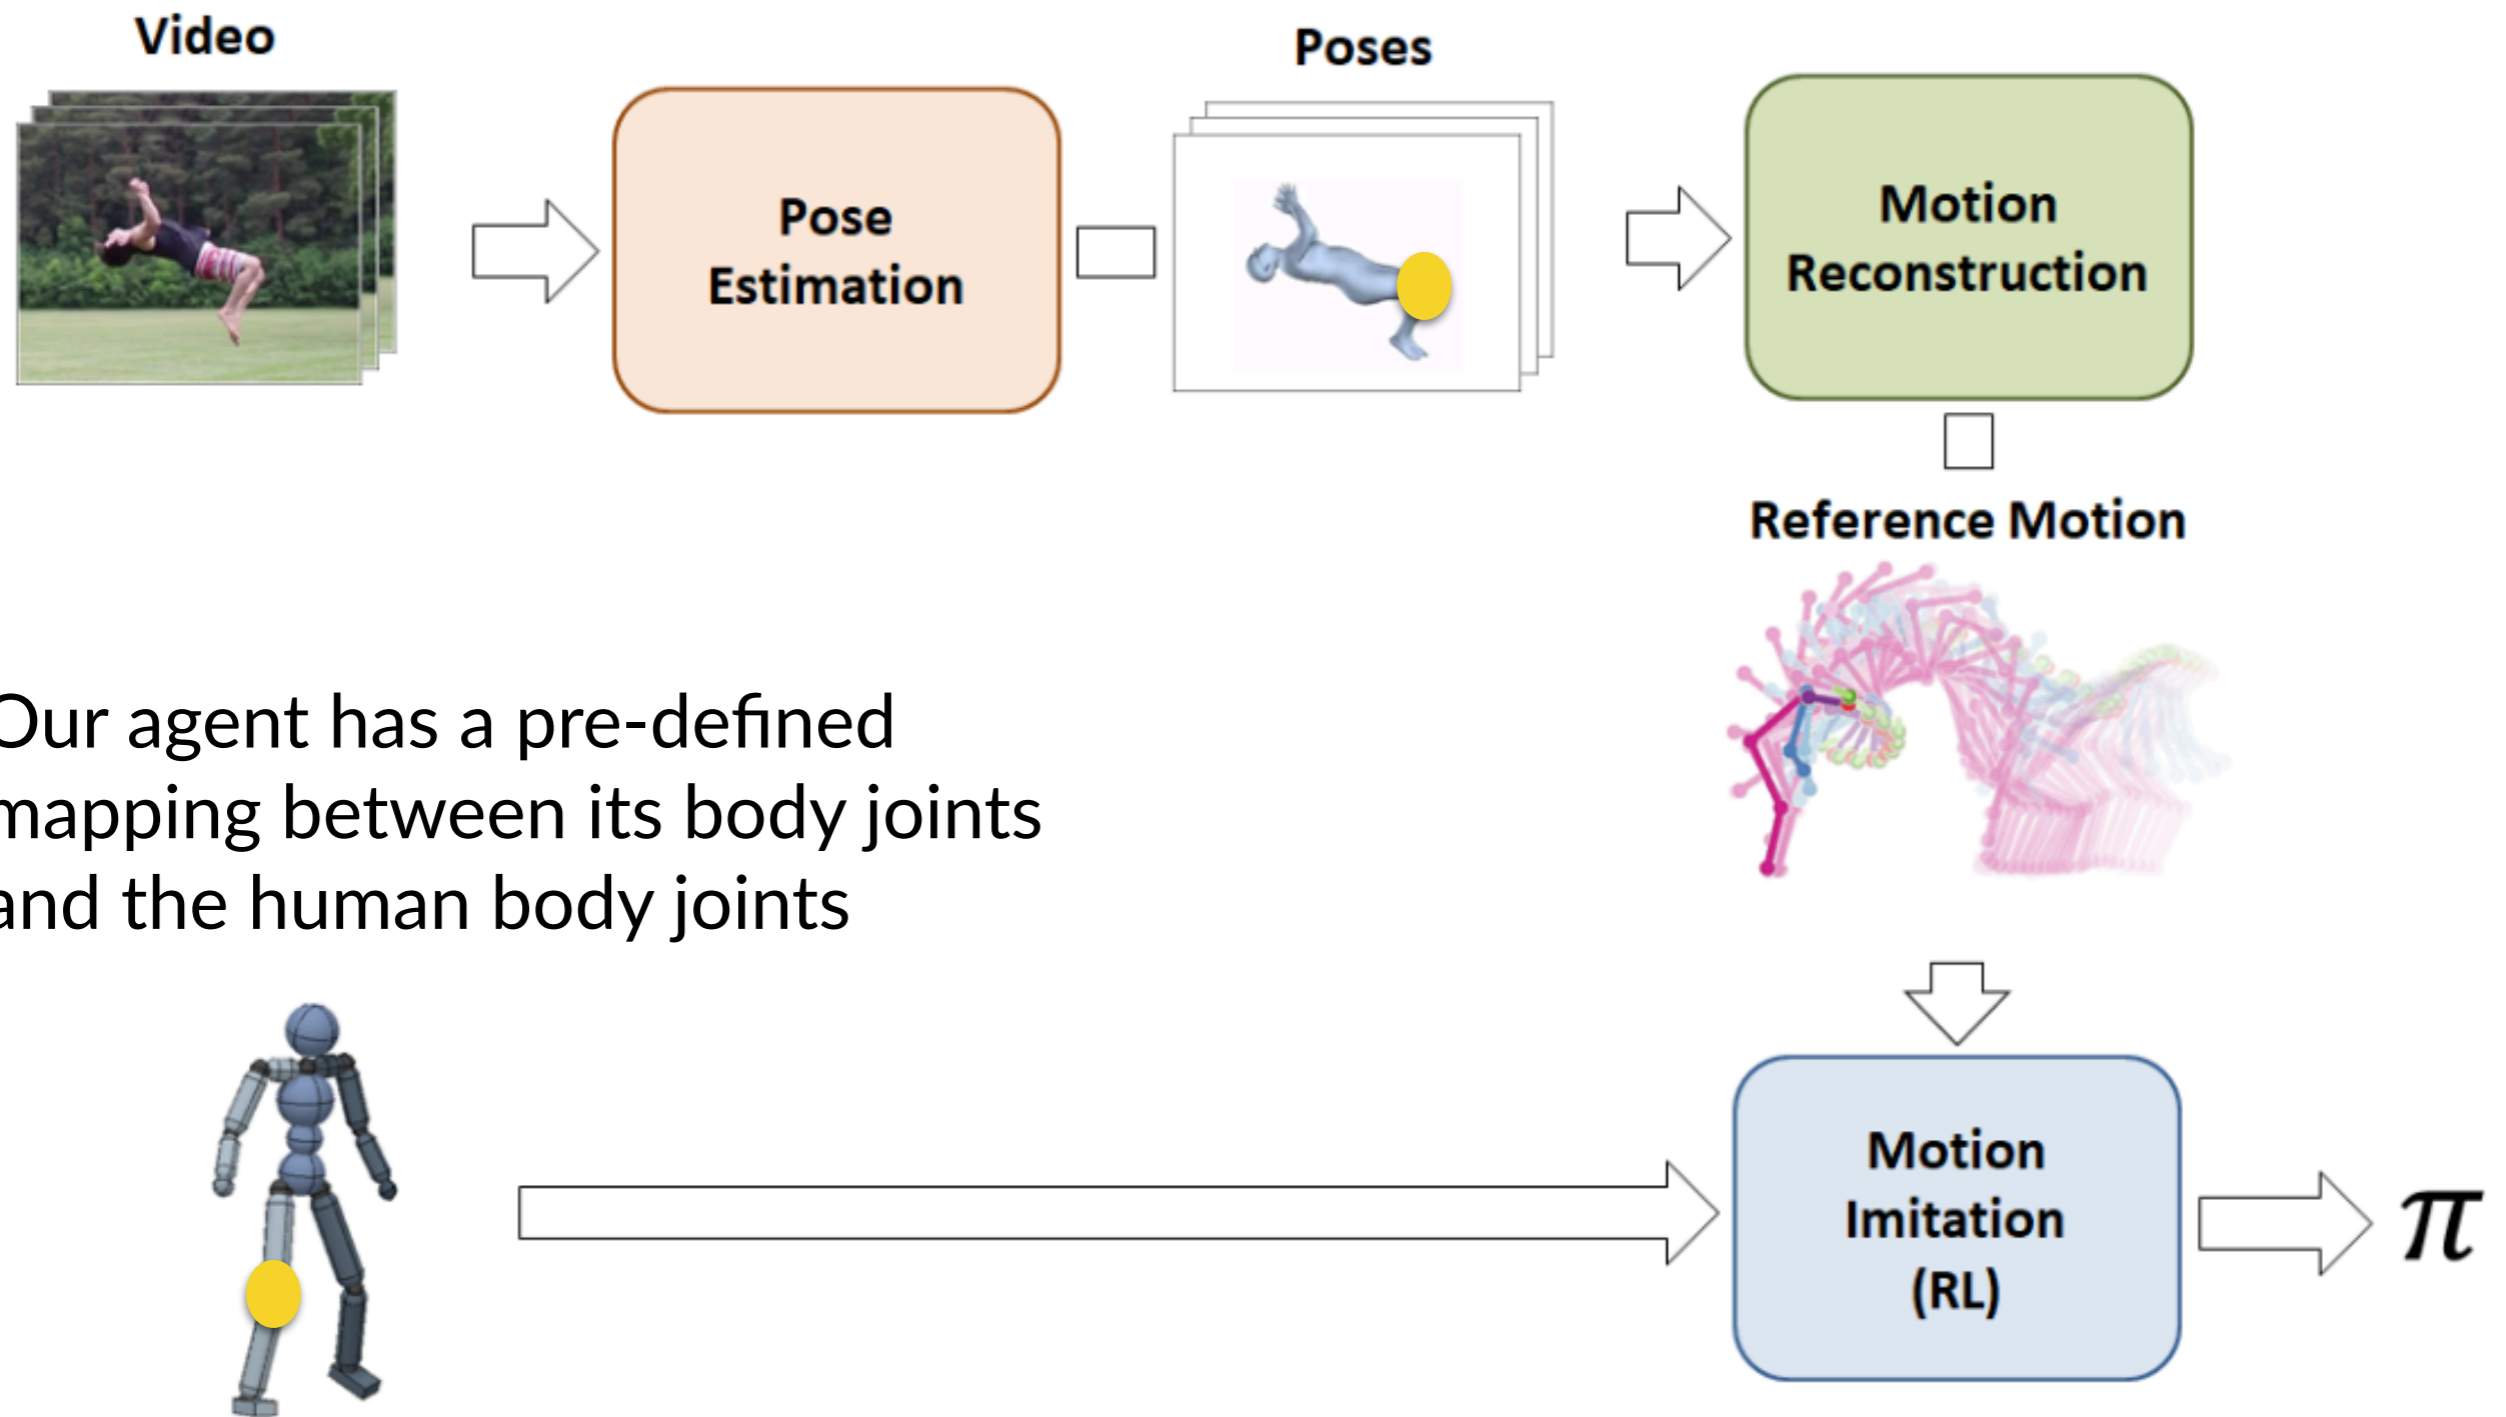 Video
Poses
Pose
Estimation
Motion
Reconstruction
Reference Motion
Our agent has a pre-defined
mapping between its body joints
and the human body joints
Motion
Imitation
(RL)
π